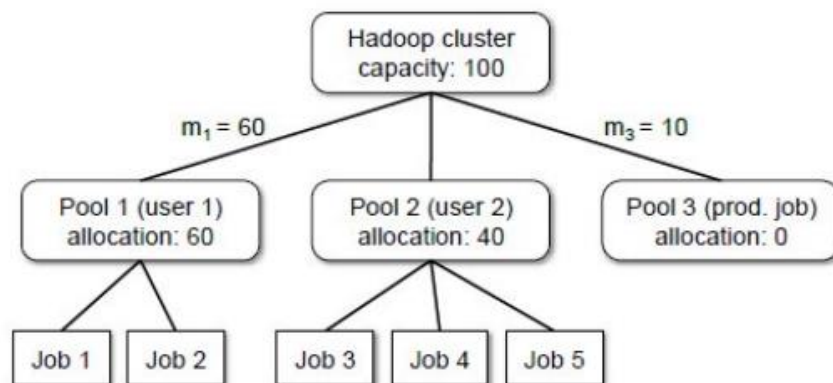 Hadoop cluster
capacity: 100
m₁ = 60
m₃ = 10
Pool 1 (user 1)
allocation: 60
Pool 2 (user 2)
allocation: 40
Pool 3 (prod. job)
allocation: 0
Job 1
Job 2
Job 3
Job 4
Job 5